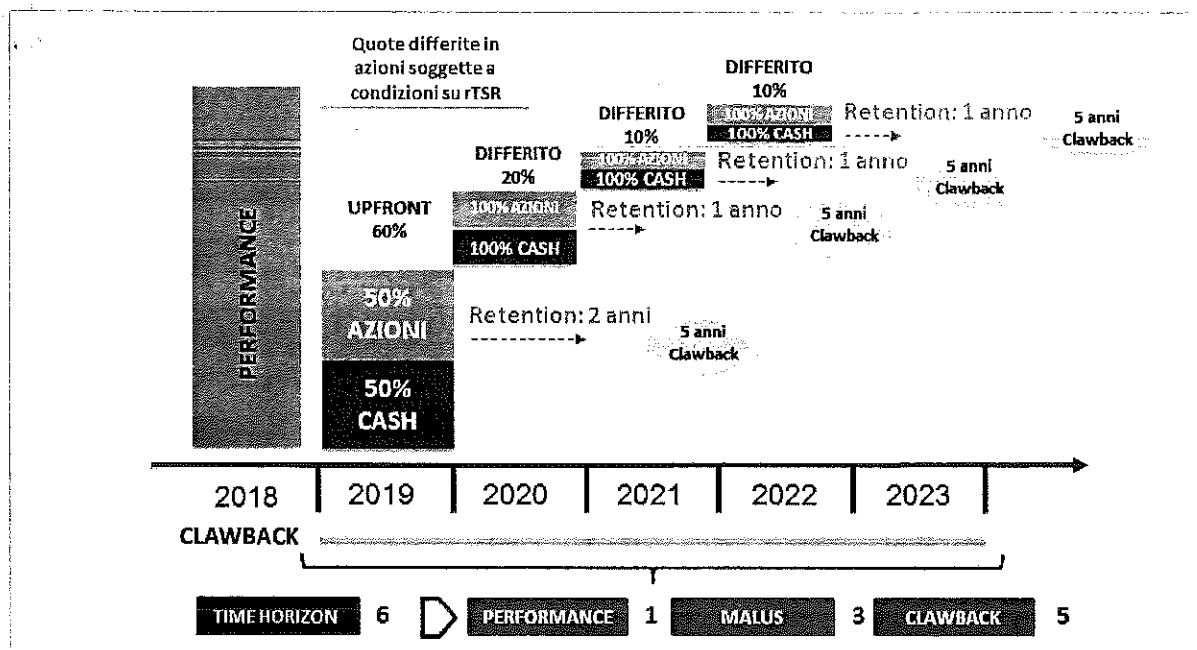 Quote differite in
azioni soggette a
condizioni su rTSR
DIFFERITO
10%
100% AZIONI
100% CASH
Retention: 1 anno
5 anni
Clawback
DIFFERITO
10%
100% AZIONI
100% CASH
Retention: 1 anno
5 anni
Clawback
DIFFERITO
20%
100% AZIONI
100% CASH
Retention: 1 anno
5 anni
Clawback
UPFRONT
60%
50%
AZIONI
50%
CASH
Retention: 2 anni
5 anni
Clawback
PERFORMANCE
2018 2019 2020 2021 2022 2023
CLAWBACK
TIME HORIZON 6 PERFORMANCE 1 MALUS 3 CLAWBACK 5